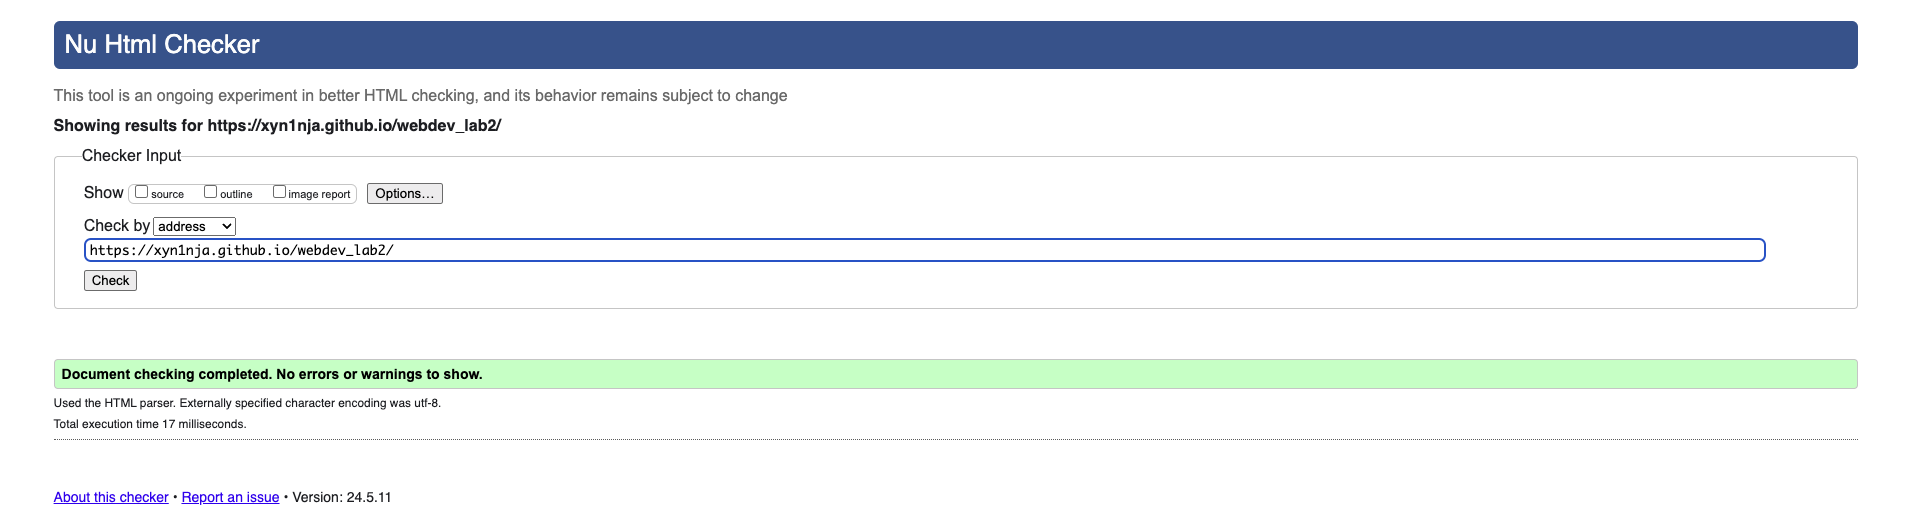 Nu Html Checker
This tool is an ongoing experiment in better HTML checking, and its behavior remains subject to change
Showing results for https://xyn1nja.github.io/webdev_lab2/
Checker Input
Show source outline image report Options...
Check by address
https://xyn1nja.github.io/webdev_lab2/
Check
Document checking completed. No errors or warnings to show.
Used the HTML parser. Externally specified character encoding was utf-8.
Total execution time 17 milliseconds.
About this checker • Report an issue • Version: 24.5.11